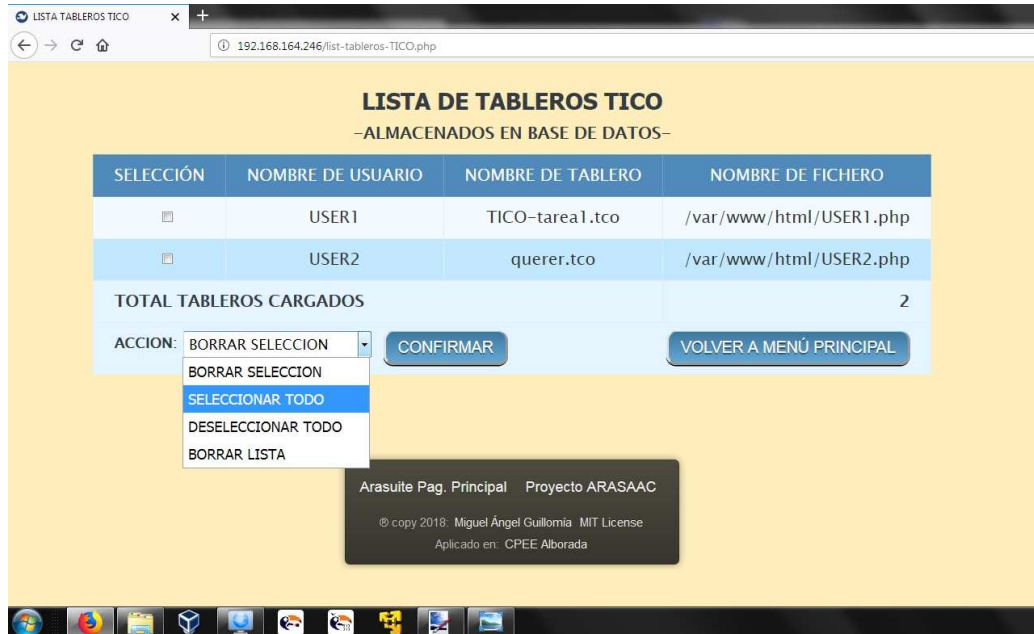 LISTA TABLEROS TICO
192.168.164.246/list-tableros-TICO.php
LISTA DE TABLEROS TICO
-ALMACENADOS EN BASE DE DATOS-
SELECCIÓN NOMBRE DE USUARIO NOMBRE DE TABLERO NOMBRE DE FICHERO
USER1 TICO-tarea1.tco /var/www/html/USER1.php
USER2 querer.tco /var/www/html/USER2.php
TOTAL TABLEROS CARGADOS 2
ACCION: BORRAR SELECCION CONFIRMAR VOLVER A MENÚ PRINCIPAL
BORRAR SELECCION
SELECCIONAR TODO
DESELECCIONAR TODO
BORRAR LISTA
Arasuite Pag. Principal Proyecto ARASAAC
® copy 2018: Miguel Ángel Guillomía MIT License
Aplicado en: CPEE Alborada